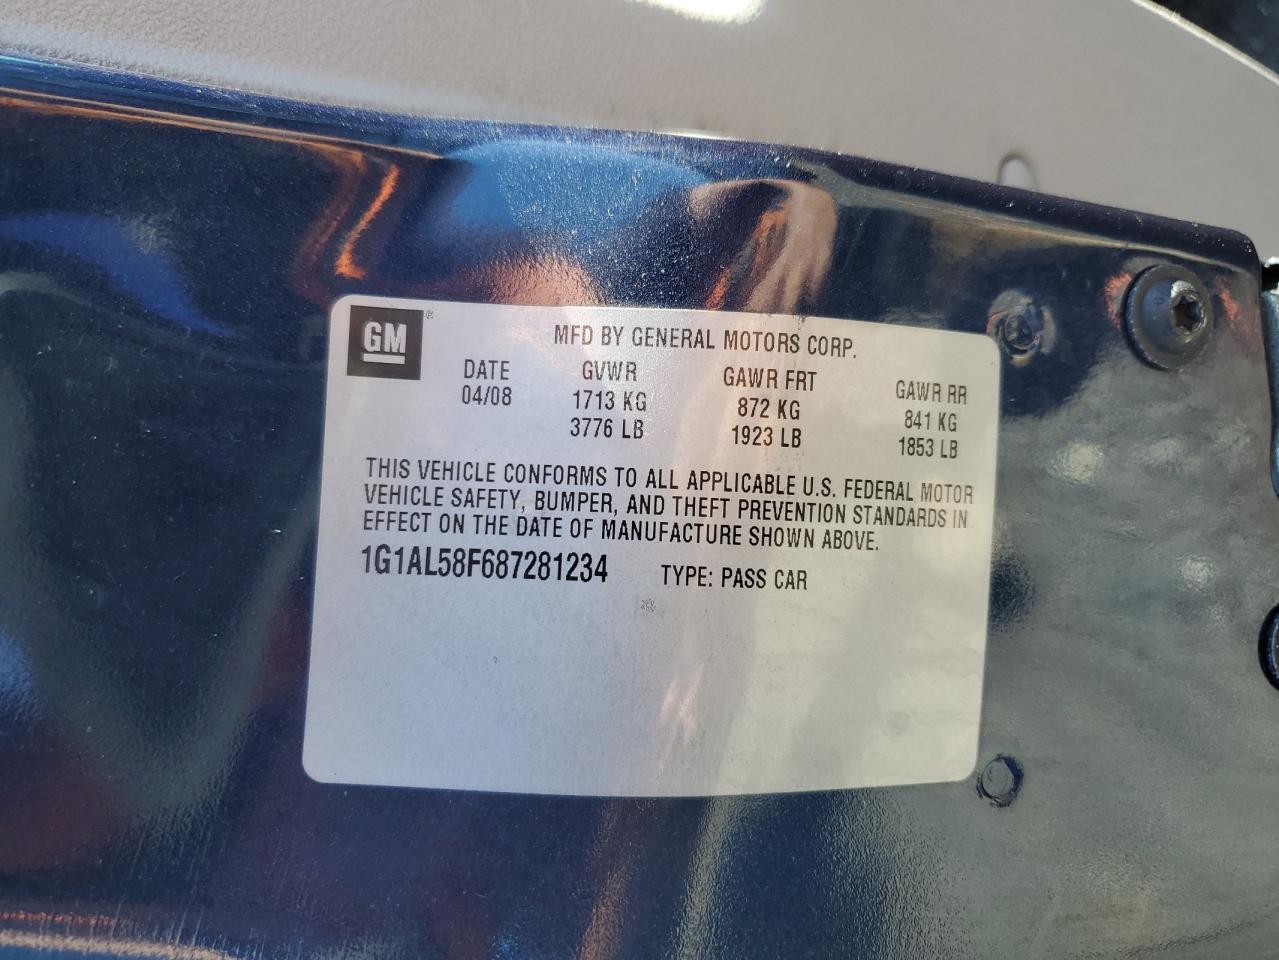 GM ®
MFD BY GENERAL MOTORS CORP.
DATE GVWR GAWR FRT GAWR RR
04/08 1713 KG 872 KG 841 KG
3776 LB 1923 LB 1853 LB
THIS VEHICLE CONFORMS TO ALL APPLICABLE U.S. FEDERAL MOTOR
VEHICLE SAFETY, BUMPER, AND THEFT PREVENTION STANDARDS IN
EFFECT ON THE DATE OF MANUFACTURE SHOWN ABOVE.
1G1AL58F687281234 TYPE: PASS CAR